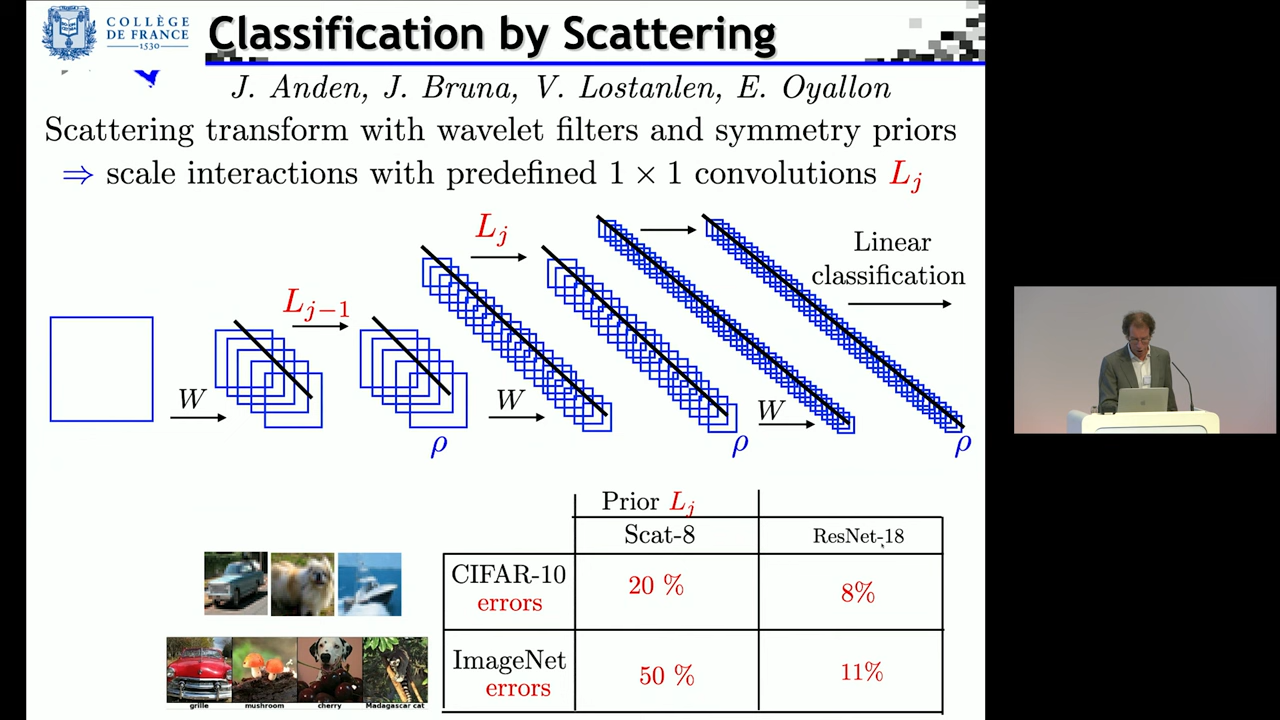 COLLÈGE
DE FRANCE
1530
Classification by Scattering
J. Anden, J. Bruna, V. Lostanlen, E. Oyallon
Scattering transform with wavelet filters and symmetry priors
⇒ scale interactions with predefined 1 × 1 convolutions L_j
L_{j−1}
L_j
Linear
classification
W
W
W
ρ
ρ
ρ
Prior L_j
Scat-8
ResNet-18
CIFAR-10
errors
20 %
8%
ImageNet
errors
50 %
11%
grille
mushroom
cherry
Madagascar cat